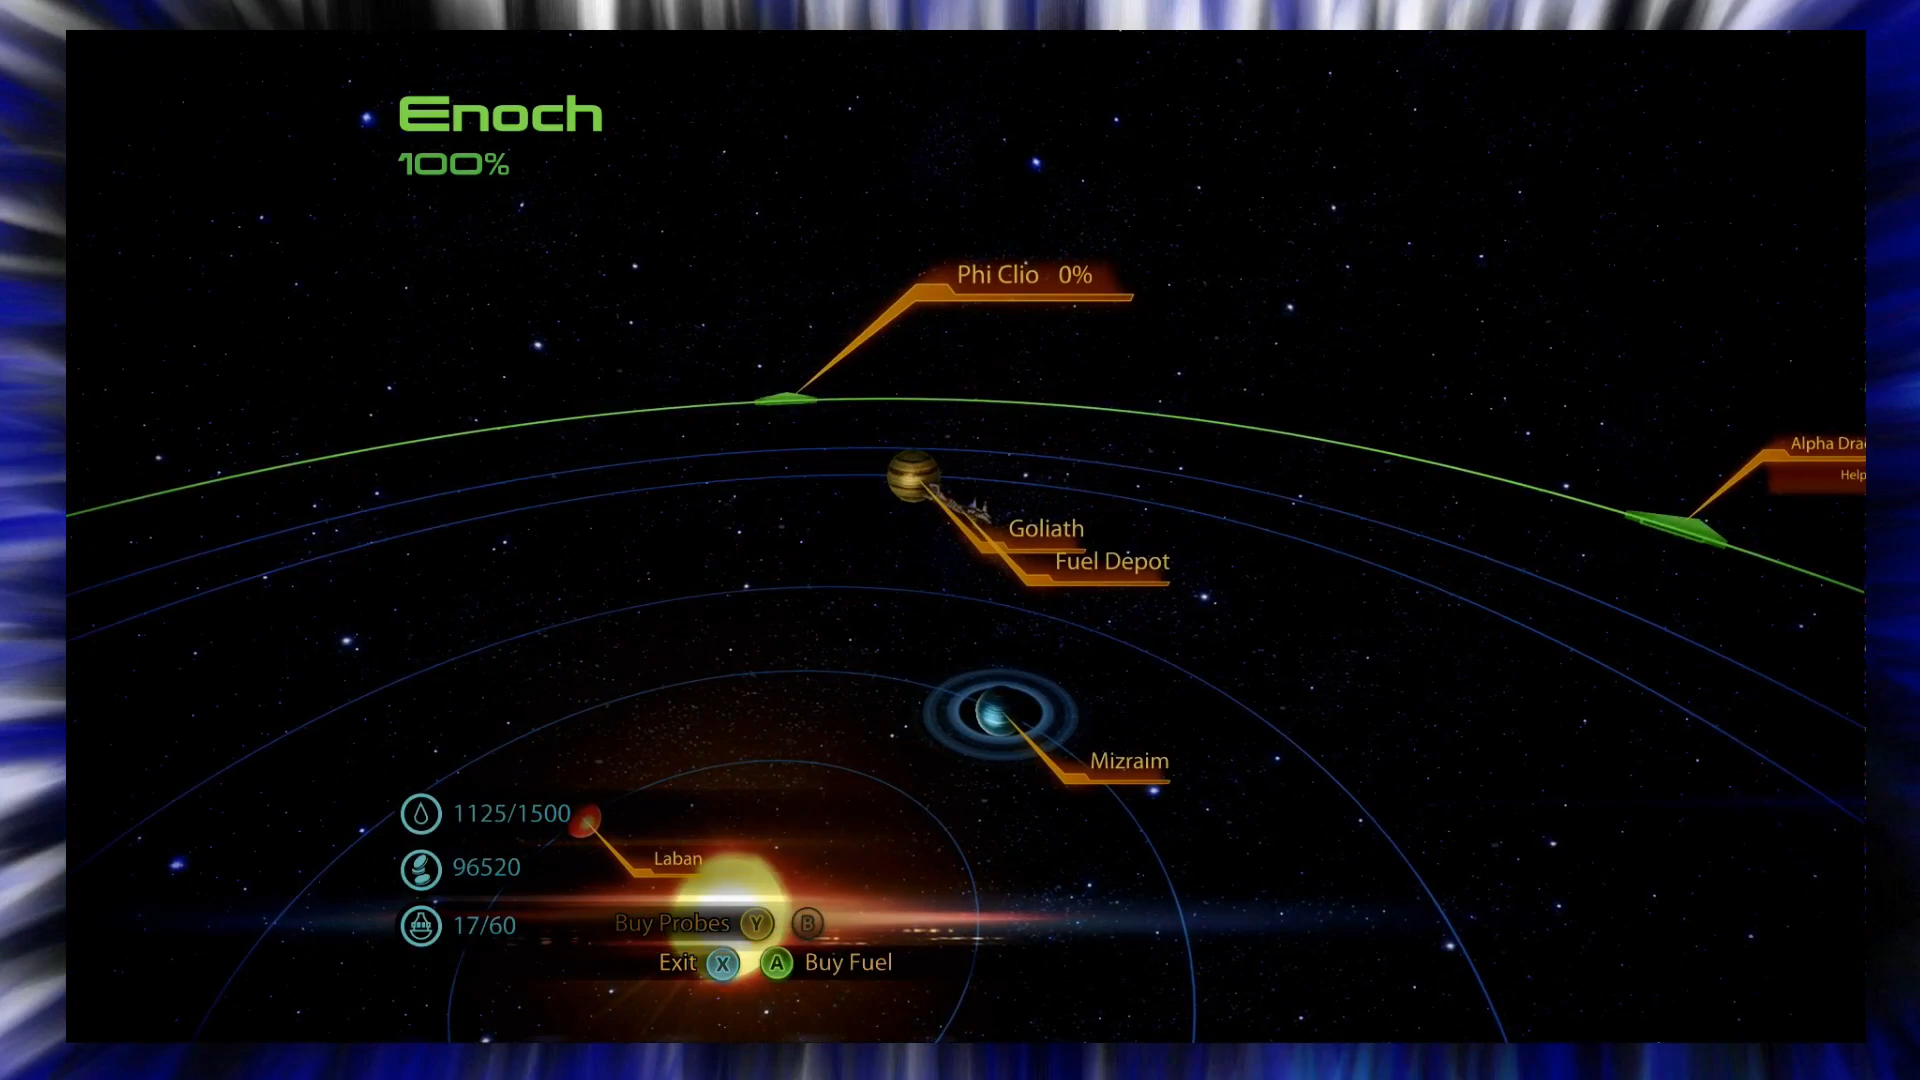 Enoch
100%
Phi Clio 0%
Alpha Dra
Help
Goliath
Fuel Depot
Mizraim
1125/1500
Laban
96520
17/60
Buy Probes Y B
Exit X A Buy Fuel